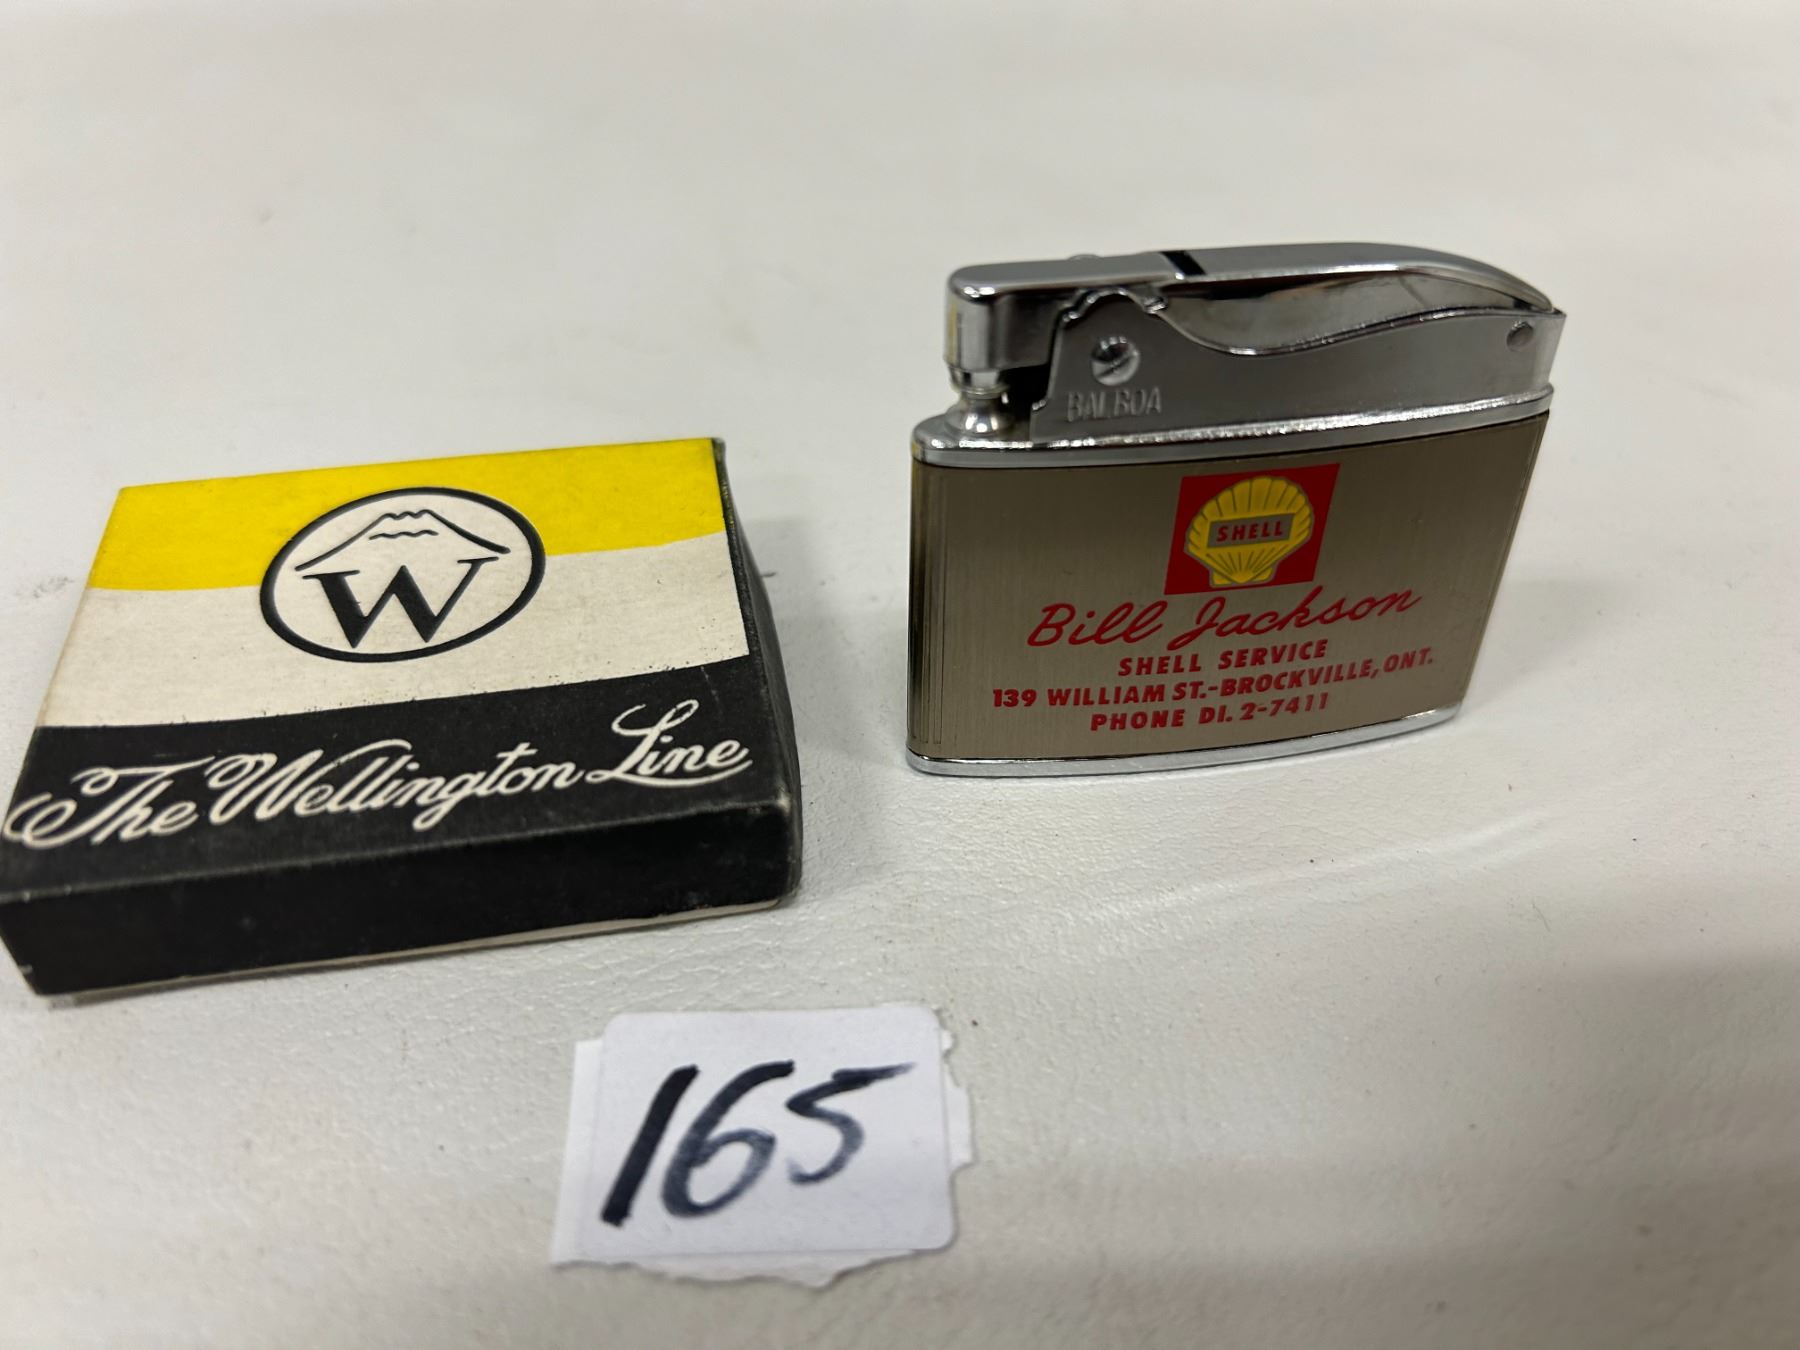 W
The Wellington Line
BALBOA
SHELL
Bill Jackson
SHELL SERVICE
139 WILLIAM ST.-BROCKVILLE, ONT.
PHONE DI. 2-7411
165